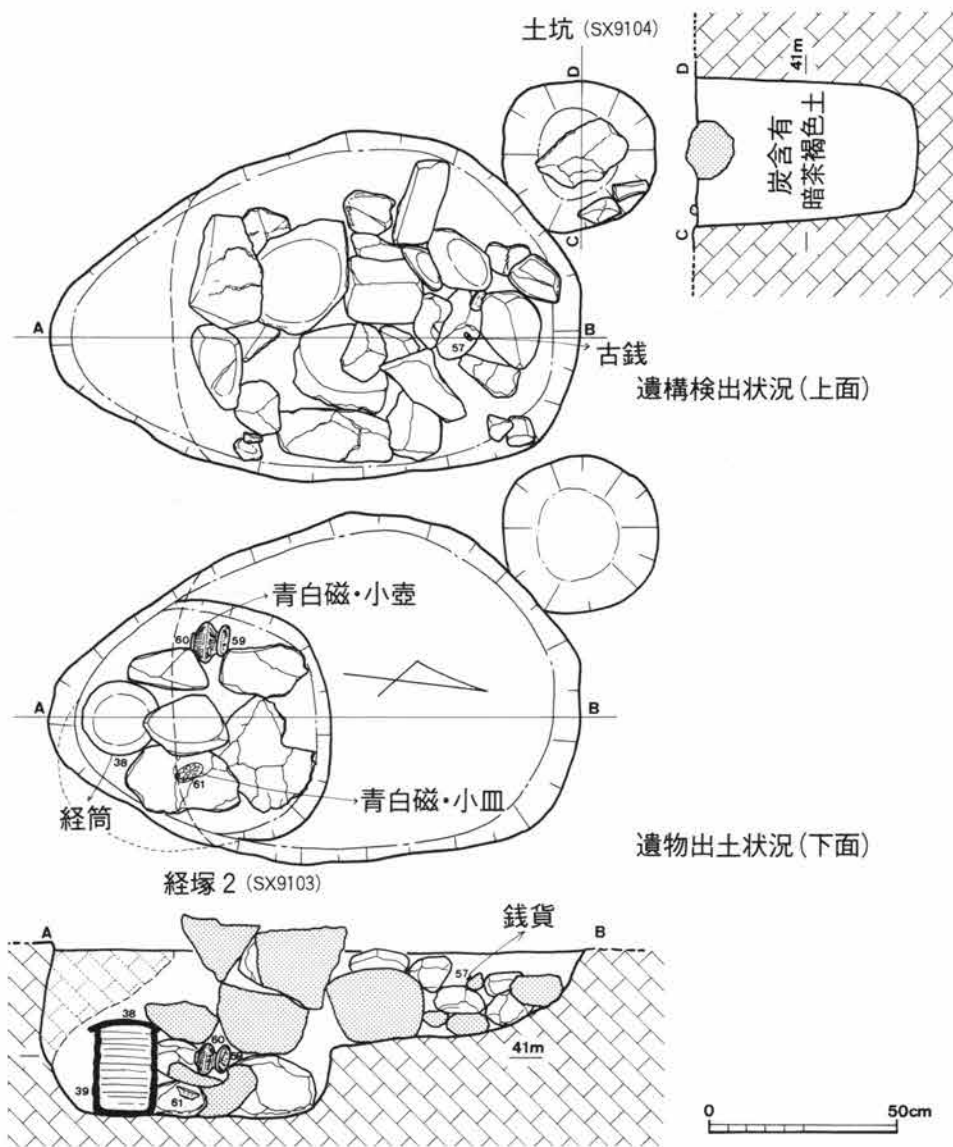 土坑 (SX9104)
D
D
41m
炭含有
暗茶褐色土
C
C
A
B
57
古銭
遺構検出状況(上面)
青白磁・小壺
60
59
A
B
38
61
経筒
青白磁・小皿
遺物出土状況(下面)
経塚2 (SX9103)
銭貨
A
B
57
38
60
59
41m
39
61
0
50cm